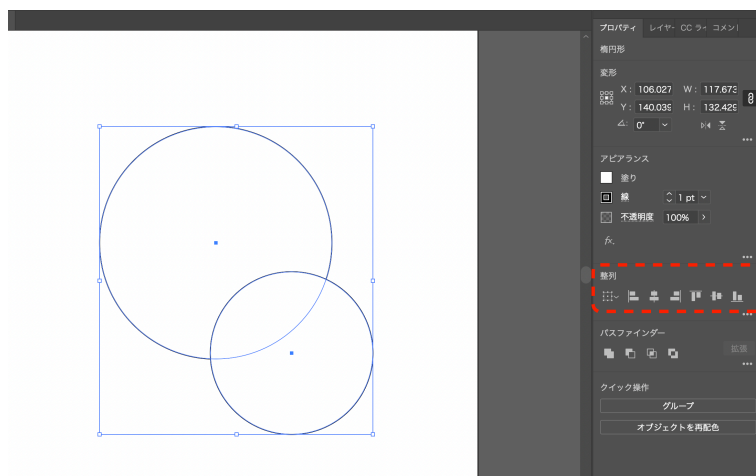 プロパティ レイヤー CC ライ コメント
楕円形
変形
X: 106.027 W: 117.673
Y: 140.039 H: 132.429
0°
アピアランス
塗り
線 1 pt
不透明度 100%
fx.
整列
パスファインダー
拡張
クイック操作
グループ
オブジェクトを再配色